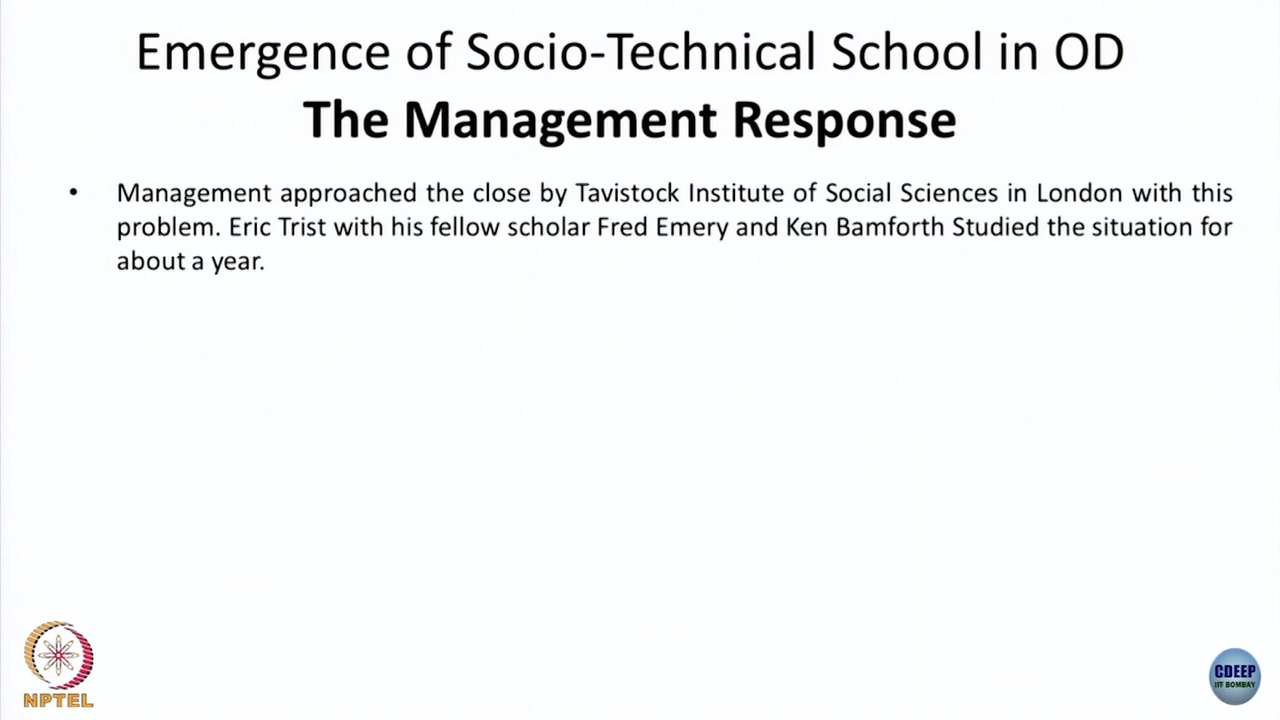 Emergence of Socio-Technical School in OD
The Management Response
• Management approached the close by Tavistock Institute of Social Sciences in London with this
problem. Eric Trist with his fellow scholar Fred Emery and Ken Bamforth Studied the situation for
about a year.
NPTEL
CDEEP
IIT BOMBAY